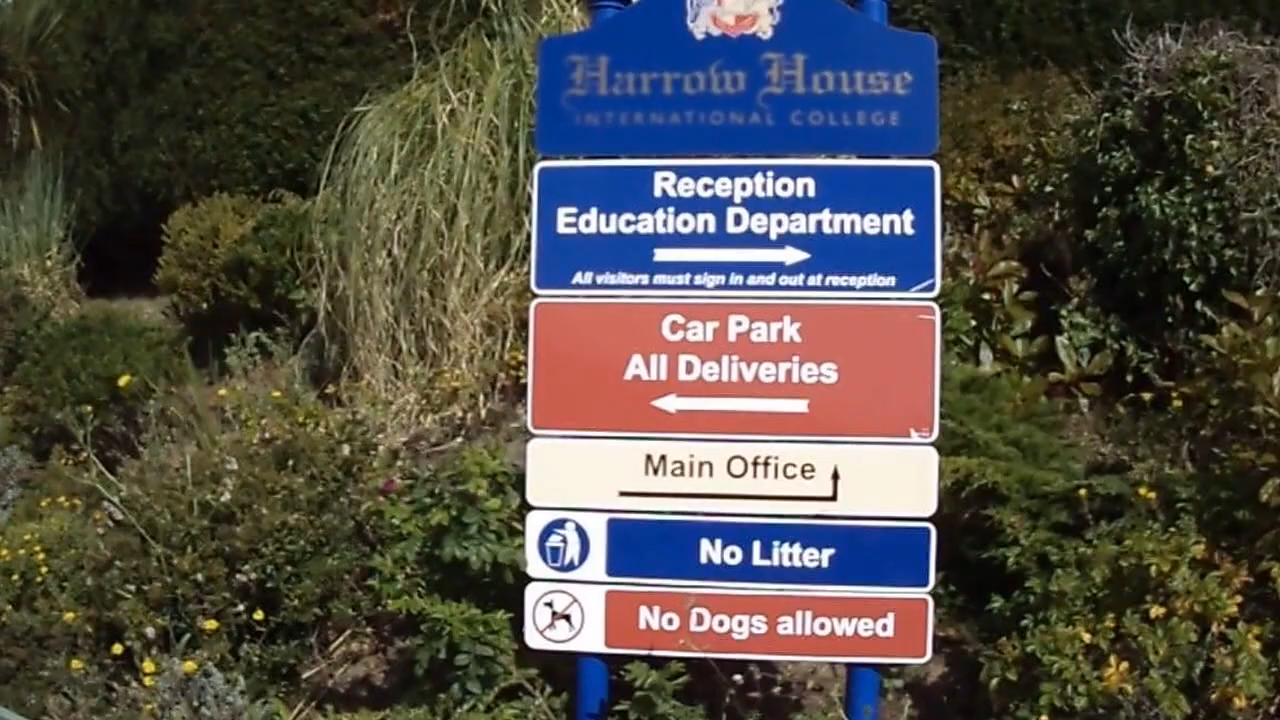 Harrow House
INTERNATIONAL COLLEGE
Reception
Education Department
All visitors must sign in and out at reception
Car Park
All Deliveries
Main Office
No Litter
No Dogs allowed